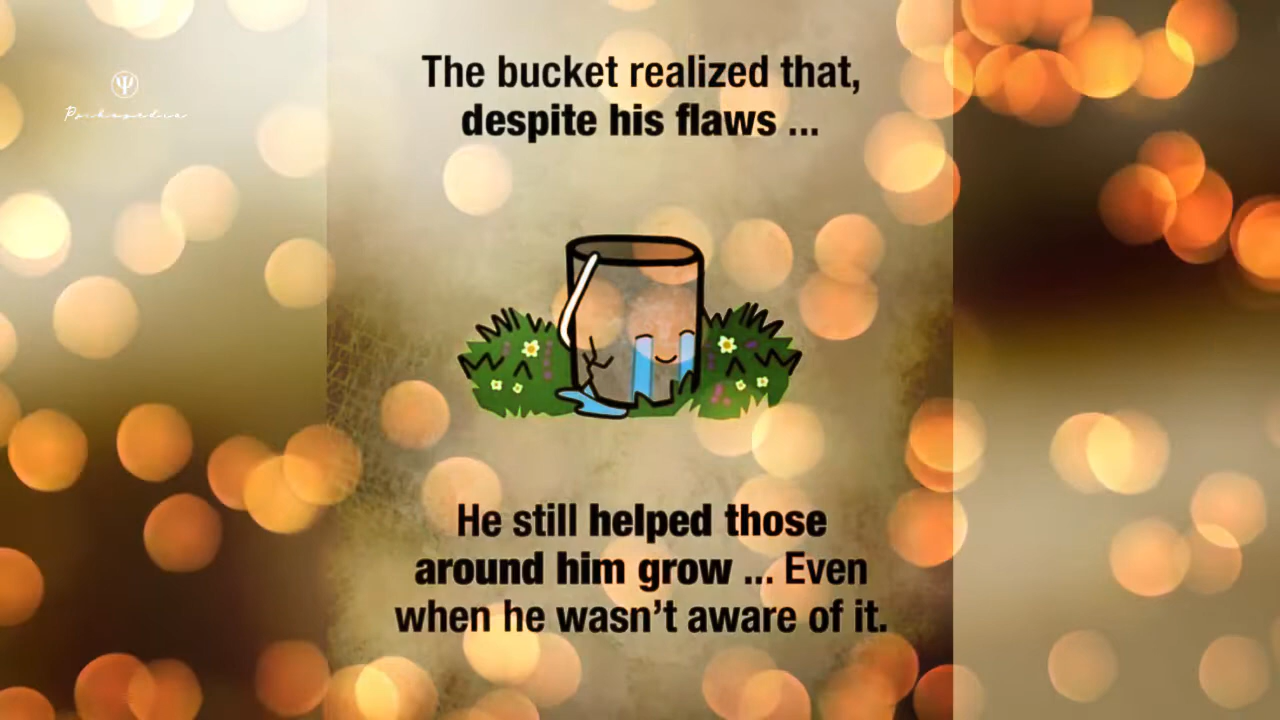 The bucket realized that,
despite his flaws ...
He still helped those
around him grow ... Even
when he wasn't aware of it.